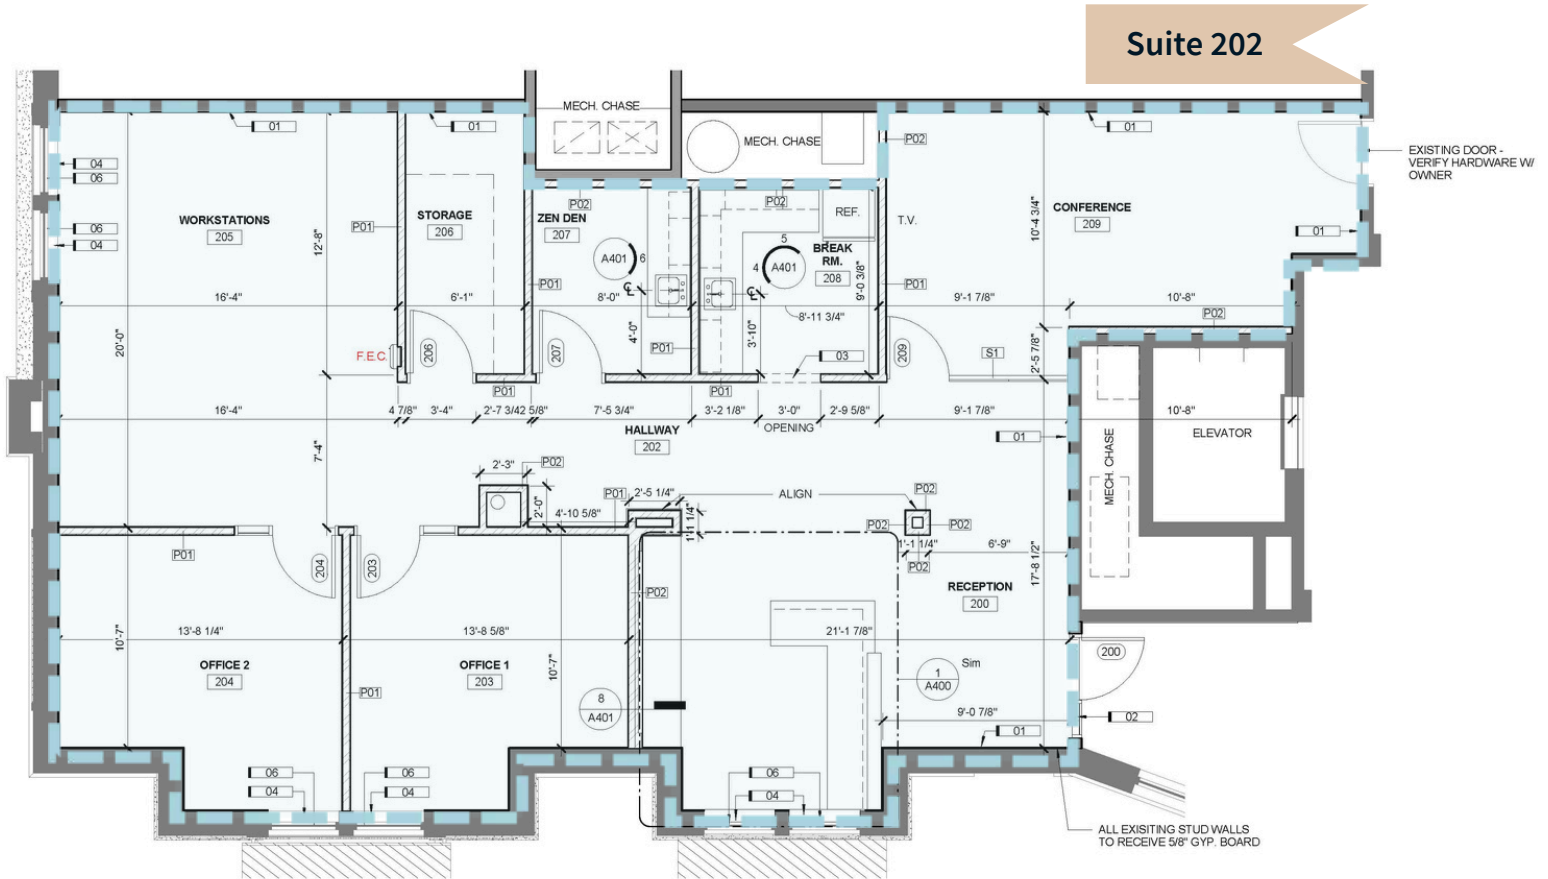 Suite 202
MECH. CHASE
MECH. CHASE
01
01
P02
01
EXISTING DOOR -
VERIFY HARDWARE W/
OWNER
04
06
06
04
WORKSTATIONS
205
P01
12'-8"
STORAGE
206
P02
ZEN DEN
207
A401
6
P02
REF.
5
4
A401
BREAK
RM.
208
9'-0 3/8"
T.V.
CONFERENCE
209
10'-4 3/4"
01
P01
P01
16'-4"
6'-1"
8'-0"
8'-11 3/4"
9'-1 7/8"
10'-8"
P02
20'-0"
F.E.C.
206
207
4'-0"
P01
3'-10"
03
209
S1
2'-5 7/8"
P01
P01
16'-4"
4 7/8"
3'-4"
2'-7 3/4
2 5/8"
7'-5 3/4"
3'-2 1/8"
3'-0"
2'-9 5/8"
9'-1 7/8"
10'-8"
OPENING
HALLWAY
202
01
ELEVATOR
MECH. CHASE
7'-4"
2'-3"
P02
2'-0"
P01
2'-5 1/4"
ALIGN
P02
4'-10 5/8"
1'-1 1/4"
P02
P02
P01
204
203
1'-1 1/4"
6'-9"
P02
17'-8 1/2"
P02
RECEPTION
200
13'-8 1/4"
13'-8 5/8"
21'-1 7/8"
10'-7"
10'-7"
200
OFFICE 2
204
OFFICE 1
203
P01
Sim
1
A400
8
A401
9'-0 7/8"
02
01
06
04
06
04
06
04
ALL EXISITING STUD WALLS
TO RECEIVE 5/8" GYP. BOARD